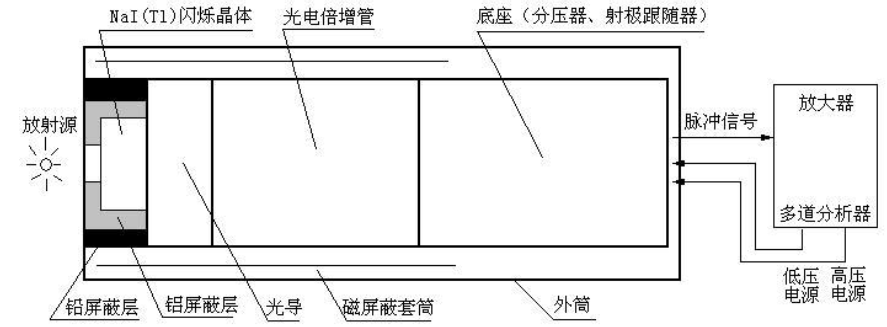 NaI(Tl)闪烁晶体
光电倍增管
底座（分压器、射极跟随器）
放射源
脉冲信号
放大器
多道分析器
低压
电源
高压
电源
铅屏蔽层
铝屏蔽层
光导
磁屏蔽套筒
外筒